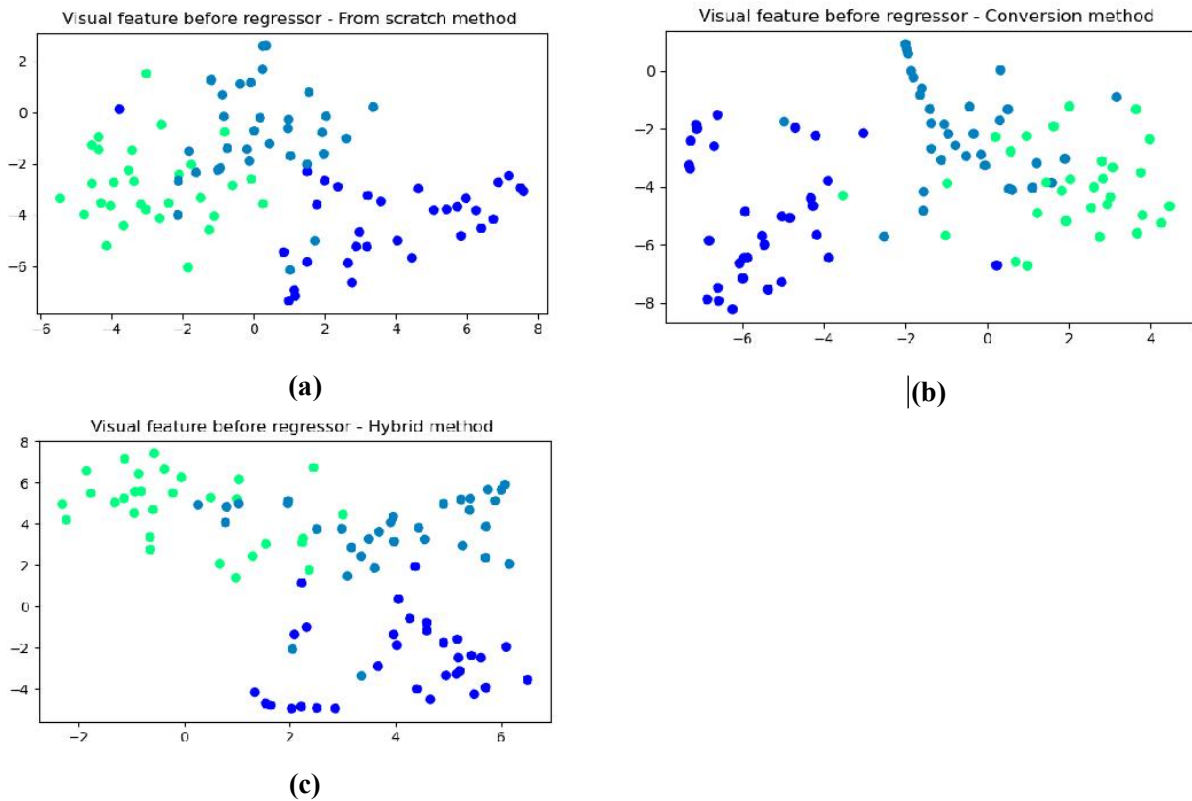 Visual feature before regressor - From scratch method
2
0
−2
−4
−6
−6 −4 −2 0 2 4 6 8
(a)
Visual feature before regressor - Conversion method
0
−2
−4
−6
−8
−6 −4 −2 0 2 4
(b)
Visual feature before regressor - Hybrid method
8
6
4
2
0
−2
−4
−2 0 2 4 6
(c)